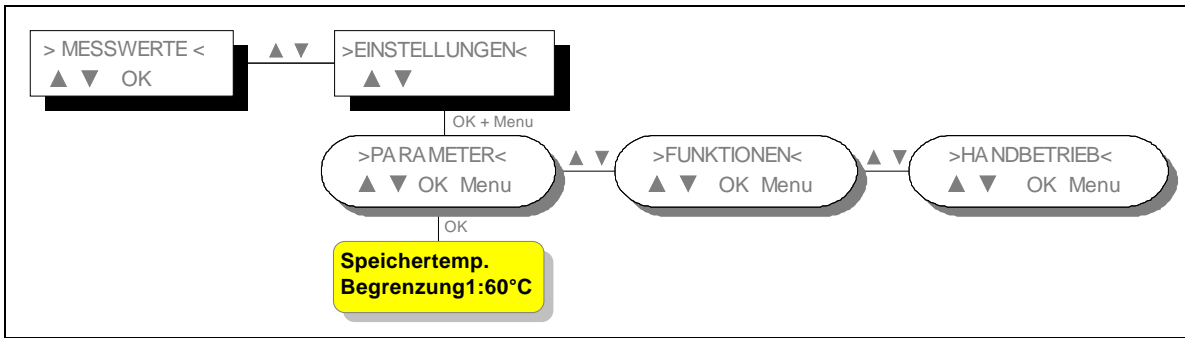 > MESSWERTE <
▲ ▼ OK
▲ ▼
>EINSTELLUNGEN<
▲ ▼
OK + Menu
>PARAMETER<
▲ ▼ OK Menu
▲ ▼
>FUNKTIONEN<
▲ ▼ OK Menu
▲ ▼
>HANDBETRIEB<
▲ ▼ OK Menu
OK
Speichertemp.
Begrenzung1:60°C